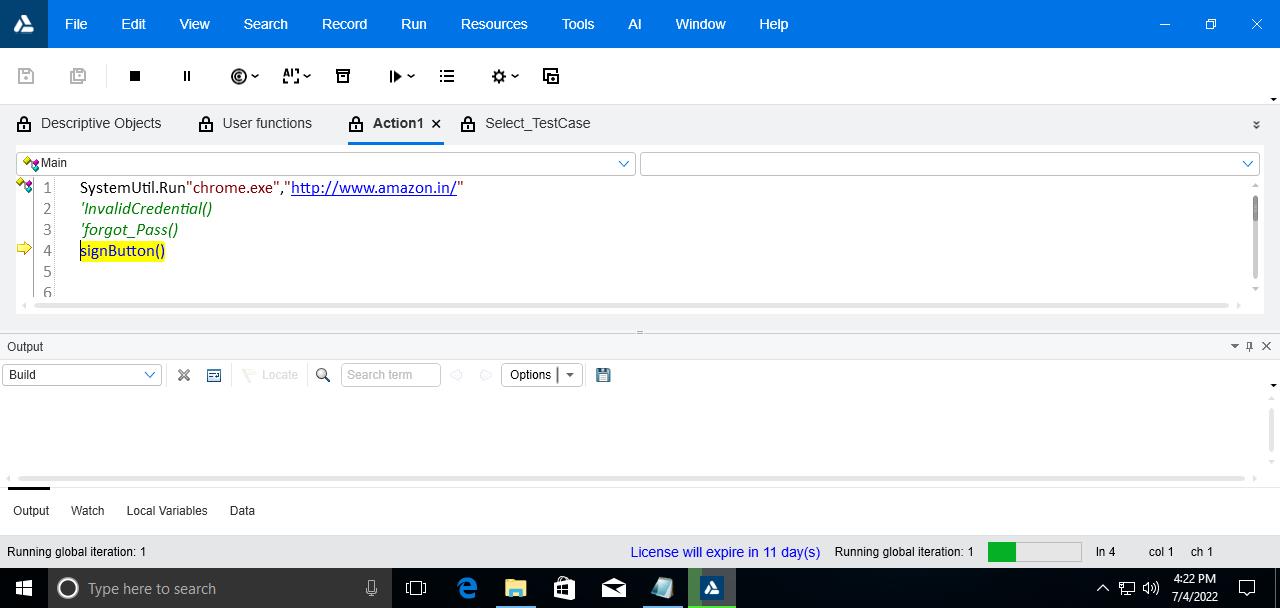 File Edit View Search Record Run Resources Tools AI Window Help
AI
Descriptive Objects User functions Action1 Select_TestCase
Main
1 SystemUtil.Run"chrome.exe","http://www.amazon.in/"
2 'InvalidCredential()
3 'forgot_Pass()
4 signButton()
5
6
Output
Build Locate Search term Options
Output Watch Local Variables Data
Running global iteration: 1 License will expire in 11 day(s) Running global iteration: 1 ln 4 col 1 ch 1
Type here to search 4:22 PM
7/4/2022